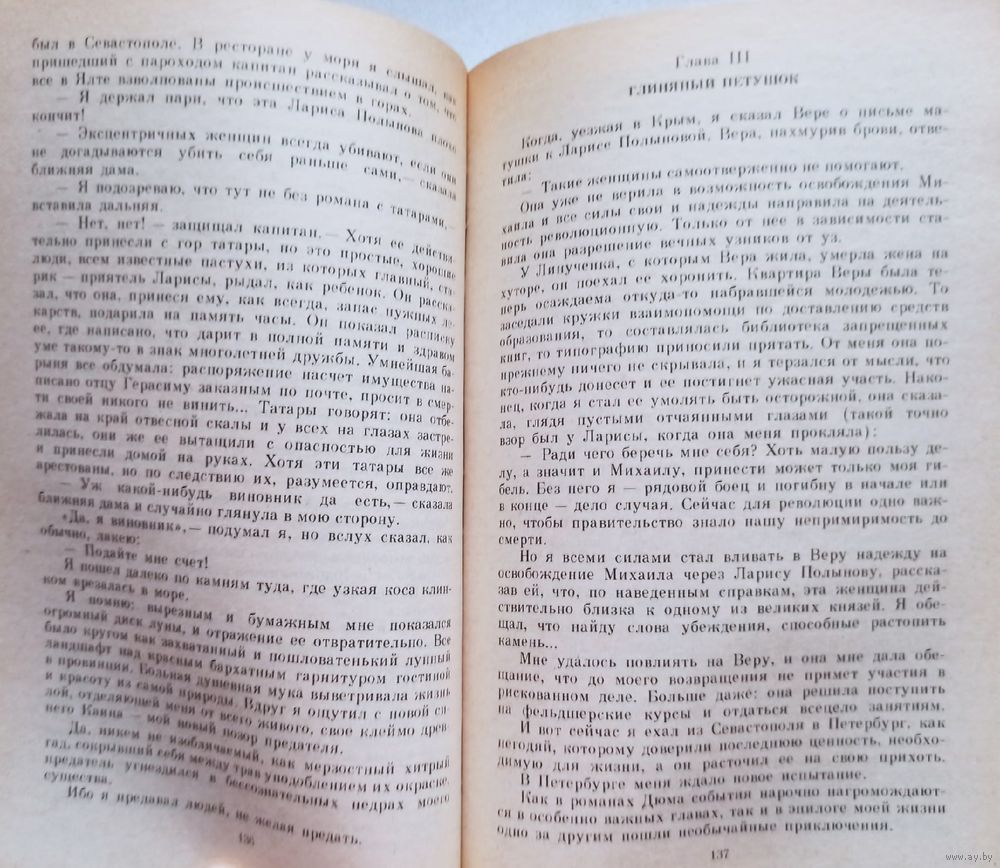 был в Севастополе. В ресторане у моря я слышал, как
пришедший с пароходом капитан рассказывал о том, что
все в Ялте взволнованы происшествием в горах.
— Я держал пари, что эта Лариса Полынова плохо
кончит!
— Эксцентричных женщин всегда убивают, если они
не догадываются убить себя раньше сами,— сказала
ближняя дама.
— Я подозреваю, что тут не без романа с татарами,—
вставила дальняя.
— Нет, нет! — защищал капитан.— Хотя ее действи-
тельно принесли с гор татары, но это простые, хорошие
люди, всем известные пастухи, из которых главный, ста-
рик — приятель Ларисы, рыдал, как ребенок. Он расска-
зал, что она, принеся ему, как всегда, запас нужных ле-
карств, подарила на память часы. Он показал расписку
ее, где написано, что дарит в полной памяти и здравом
уме такому-то в знак многолетней дружбы. Умнейшая ба-
рыня все обдумала: распоряжение насчет имущества на-
писано отцу Герасиму заказным по почте, просит в смер-
ти своей никого не винить... Татары говорят: она отбе-
жала на край отвесной скалы и у всех на глазах застре-
лилась, они же ее вытащили с опасностью для жизни
и принесли домой на руках. Хотя эти татары все же
арестованы, но по следствию их, разумеется, оправдают.
— Уж какой-нибудь виновник да есть,— сказала
ближняя дама и случайно глянула в мою сторону.
«Да, я виновник»,— подумал я, но вслух сказал, как
обычно, лакею:
— Подайте мне счет!
Я пошел далеко по камням туда, где узкая коса клин-
ком врезалась в море.
Я помню: вырезным и бумажным мне показался
огромный диск луны, и отражение ее отвратительно. Все
было кругом как захватанный и пошловатенький лунный
ландшафт над красным бархатным гарнитуром гостиной
в провинции. Больная душевная мука выветривала жизнь
и красоту из самой природы. Вдруг я ощутил с новой си-
лой, отделяющей меня от всего живого, свое клеймо древ-
него Каина — мой новый позор предателя.
Да, никем не изобличаемый, как мерзостный хитрый
гад, сокрывший себя между трав уподоблением их окраске,
предатель угнездился в бессознательных недрах моего
существа.
Ибо я предавал людей, не желая предать.
136
Глава III
ГЛИНЯНЫЙ ПЕТУШОК
Когда, уезжая в Крым, я сказал Вере о письме ма-
тушки к Ларисе Полыновой, Вера, нахмурив брови, отве-
тила:
— Такие женщины самоотверженно не помогают.
Она уже не верила в возможность освобождения Ми-
хаила и все силы свои и надежды направила на деятель-
ность революционную. Только от нее в зависимости ста-
вила она разрешение вечных узников от уз.
У Линученка, с которым Вера жила, умерла жена на
хуторе, он поехал ее хоронить. Квартира Веры была те-
перь осаждаема откуда-то набравшейся молодежью. То
заседали кружки взаимопомощи по доставлению средств
образования, то составлялась библиотека запрещенных
книг, то типографию приносили прятать. От меня она по-
прежнему ничего не скрывала, и я терзался от мысли, что
кто-нибудь донесет и ее постигнет ужасная участь. Нако-
нец, когда я стал ее умолять быть осторожной, она сказа-
ла, глядя пустыми отчаянными глазами (такой точно
взор был у Ларисы, когда она меня прокляла):
— Ради чего беречь мне себя? Хоть малую пользу де-
лу, а значит и Михаилу, принести может только моя ги-
бель. Без него я — рядовой боец и погибну в начале или
в конце — дело случая. Сейчас для революции одно важ-
но, чтобы правительство знало нашу непримиримость до
смерти.
Но я всеми силами стал вливать в Веру надежду на
освобождение Михаила через Ларису Полынову, расска-
зав ей, что, по наведенным справкам, эта женщина дей-
ствительно близка к одному из великих князей. Я обе-
щал, что найду слова убеждения, способные растопить
камень...
Мне удалось повлиять на Веру, и она мне дала обе-
щание, что до моего возвращения не примет участия в
рискованном деле. Больше даже: она решила поступить
на фельдшерские курсы и отдаться всецело занятиям.
И вот сейчас я ехал из Севастополя в Петербург, как
негодяй, которому доверили последнюю ценность, необхо-
димую для жизни, а он расточил ее на свою прихоть.
В Петербурге меня ждало новое испытание.
Как в романах Дюма события нарочно нагромождают-
ся в особенно важных главах, так и в эпилоге моей жизни
одно за другим пошли необычайные приключения.
137
www.ay.by